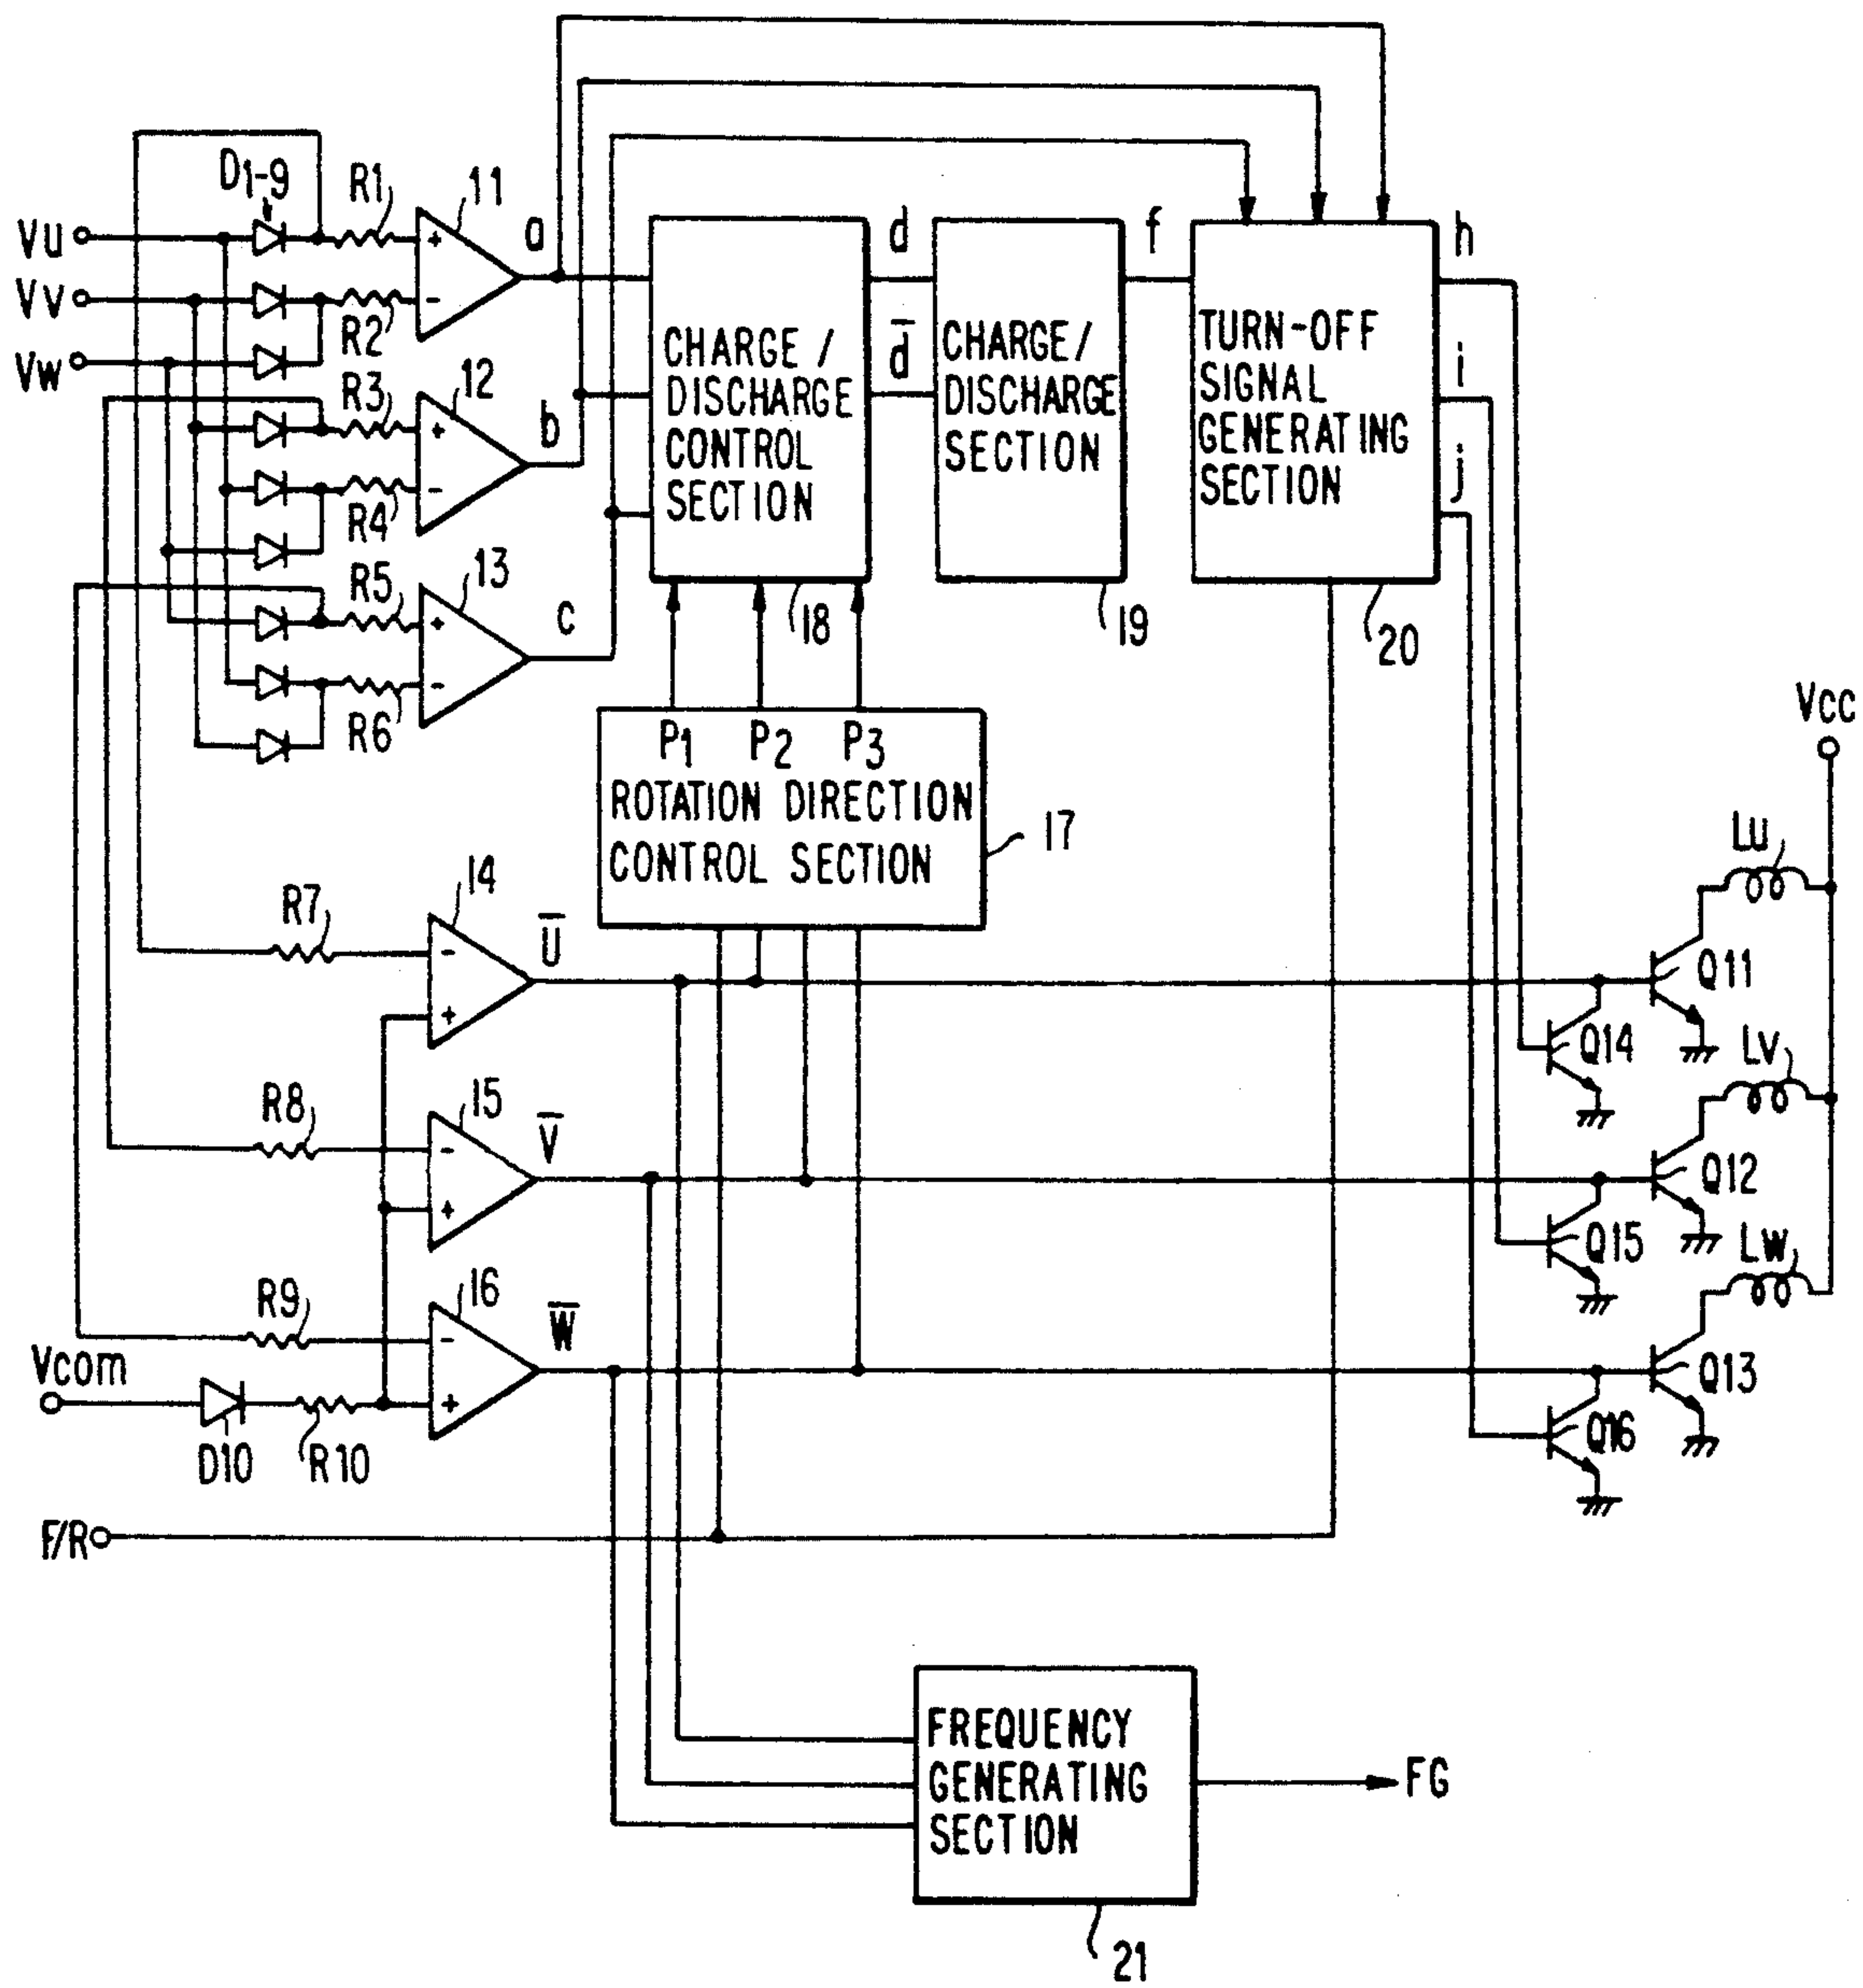 D1-9
R1
11
a
Vu
+
-
Vv
R2
Vw
R3
12
b
+
-
R4
R5
13
c
+
-
R6
CHARGE /
DISCHARGE
CONTROL
SECTION
18
d
d̅
CHARGE/
DISCHARGE
SECTION
19
f
TURN-OFF
SIGNAL
GENERATING
SECTION
20
h
i
j
P1 P2 P3
ROTATION DIRECTION
CONTROL SECTION
17
Vcc
R7
14
-
+
U̅
R8
15
-
+
V̅
R9
16
-
+
W̅
Vcom
D10
R10
F/R
Lu
Q11
Q14
Lv
Q12
Q15
Lw
Q13
Q16
FREQUENCY
GENERATING
SECTION
21
FG